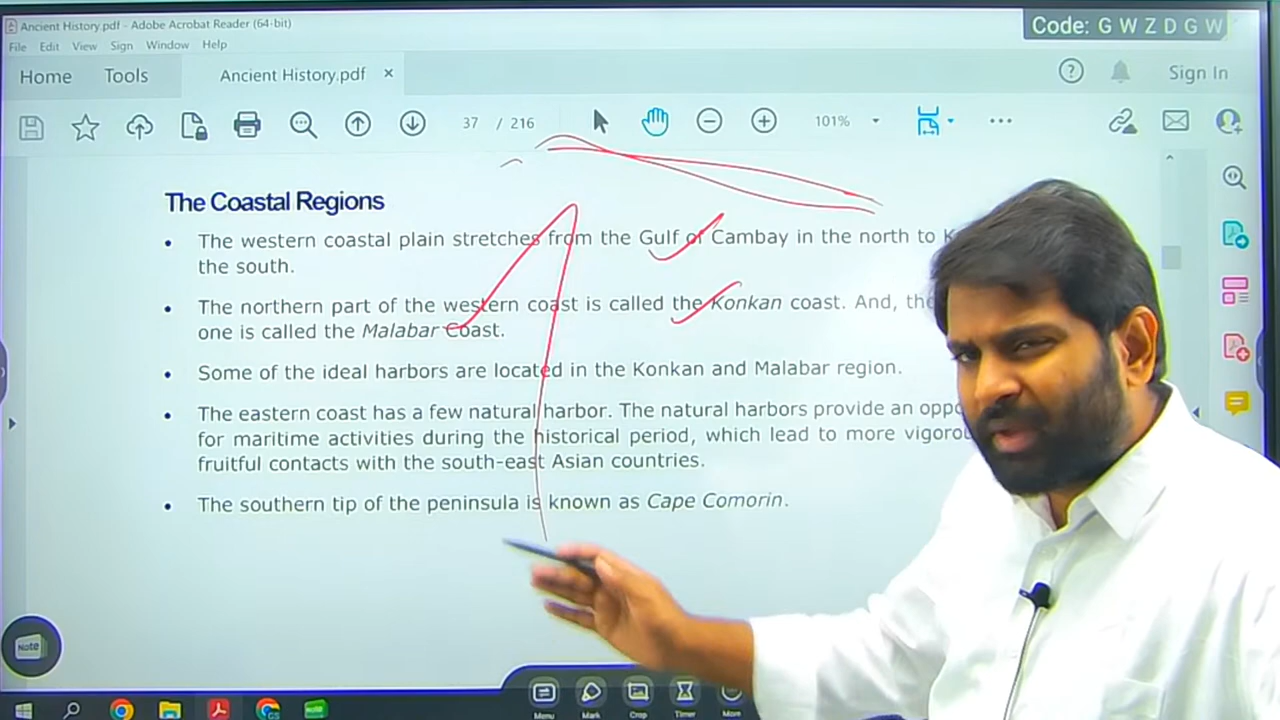 Ancient History.pdf - Adobe Acrobat Reader (64-bit)
Code: G W Z D G W
File Edit View Sign Window Help
Home Tools Ancient History.pdf × Sign In
37 / 216 101%
The Coastal Regions
• The western coastal plain stretches from the Gulf of Cambay in the north to
the south.
• The northern part of the western coast is called the Konkan coast. And,
one is called the Malabar Coast.
• Some of the ideal harbors are located in the Konkan and Malabar region.
• The eastern coast has a few natural harbor. The natural harbors provide an
for maritime activities during the historical period, which lead to more
fruitful contacts with the south-east Asian countries.
• The southern tip of the peninsula is known as Cape Comorin.
Note
Menu Mark Crop Timer More